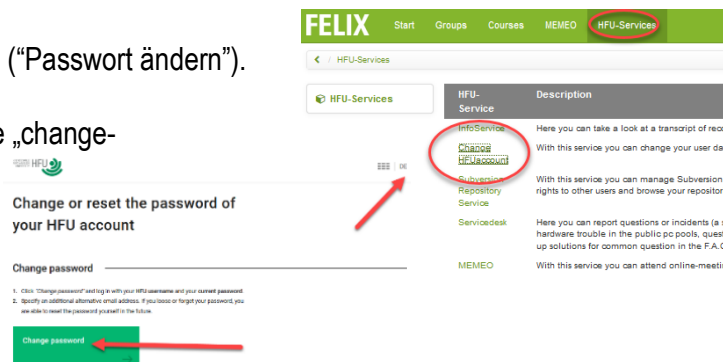 (“Passwort ändern”).
e „change-
HFU
DE
Change or reset the password of
your HFU account
Change password
1. Click "Change password" and log in with your HFU username and your current password.
2. Specify an additional alternative email address. If you loose or forget your password, you
are able to reset the password yourself in the future.
Change password
FELIX Start Groups Courses MEMEO HFU-Services
/ HFU-Services
HFU-Services
HFU-
Service
Description
InfoService
Here you can take a look at a transcript of reco
Change
HFUaccount
With this service you can change your user da
Subversion
Repository
Service
With this service you can manage Subversion
rights to other users and browse your repositor
Servicedesk
Here you can report questions or incidents (a s
hardware trouble in the public pc pools, quest
up solutions for common question in the F.A.Q
MEMEO
With this service you can attend online-meeti